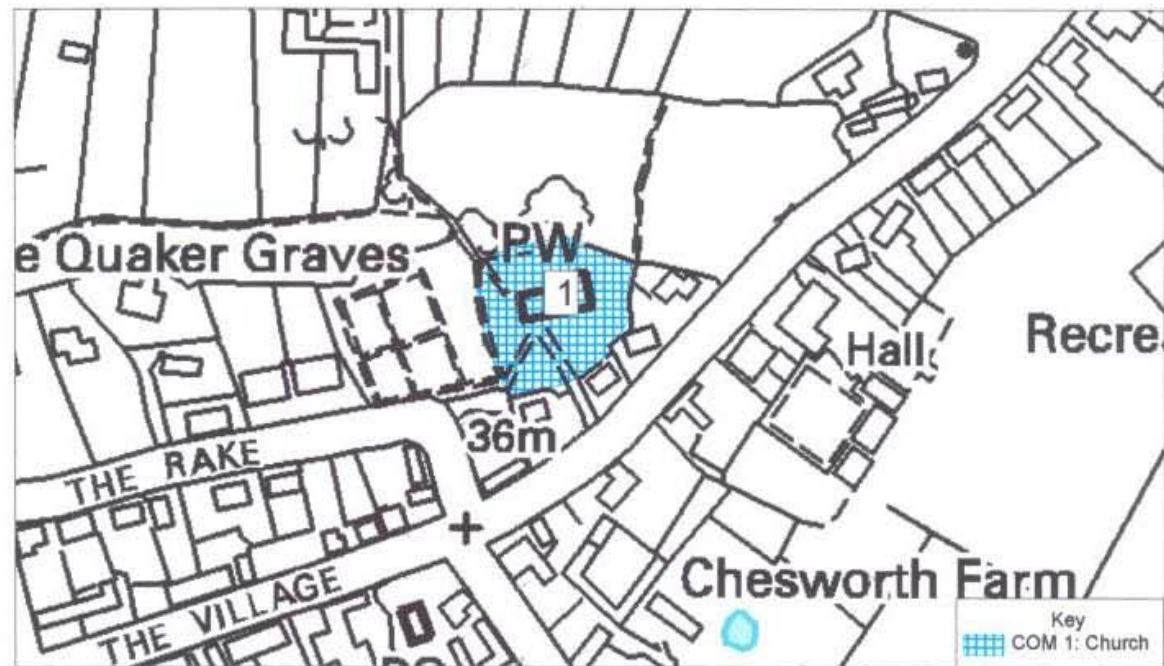 PW
e Quaker Graves
1
Hall
Recre
36m
THE RAKE
Chesworth Farm
THE VILLAGE
Key
COM 1: Church